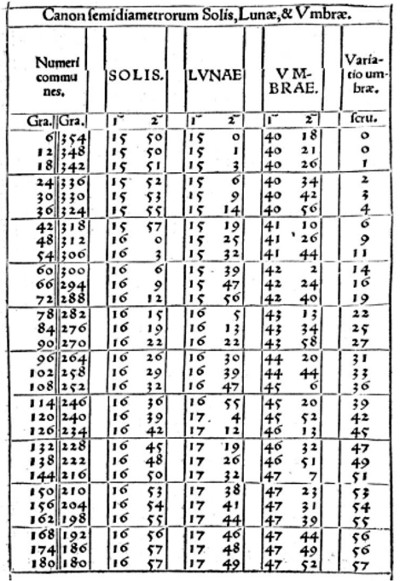 Canon semidiametrorum Solis, Lunæ, & Vmbræ.
Numeri communes. SOLIS. LVNAE VMBRAE. Variatio umbræ.
Gra. Gra. 1~ 2~ 1~ 2~ 1~ 2~ scru.
6 354 15 50 15 0 40 18 0
12 348 15 50 15 1 40 21 0
18 342 15 51 15 3 40 26 1
24 336 15 52 15 6 40 34 2
30 330 15 53 15 9 40 42 3
36 324 15 55 15 14 40 56 4
42 318 15 57 15 19 41 10 6
48 312 16 0 15 25 41 26 9
54 306 16 3 15 32 41 44 11
60 300 16 6 15 39 42 2 14
66 294 16 9 15 47 42 24 16
72 288 16 12 15 56 42 40 19
78 282 16 15 16 5 43 13 22
84 276 16 19 16 13 43 34 25
90 270 16 22 16 22 43 58 27
96 264 16 26 16 30 44 20 31
102 258 16 29 16 39 44 44 33
108 252 16 32 16 47 45 6 36
114 246 16 36 16 55 45 20 39
120 240 16 39 17 4 45 52 42
126 234 16 42 17 12 46 13 45
132 228 16 45 17 19 46 32 47
138 222 16 48 17 26 46 51 49
144 216 16 50 17 32 47 7 51
150 210 16 53 17 38 47 23 53
156 204 16 54 17 41 47 31 54
162 198 16 55 17 44 47 39 55
168 192 16 56 17 46 47 44 56
174 186 16 57 17 48 47 49 56
180 180 16 57 17 49 47 52 57